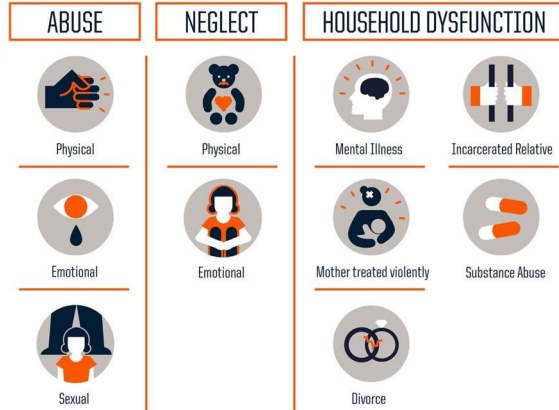 ABUSE
Physical
Emotional
Sexual
NEGLECT
Physical
Emotional
HOUSEHOLD DYSFUNCTION
Mental Illness
Incarcerated Relative
Mother treated violently
Substance Abuse
Divorce